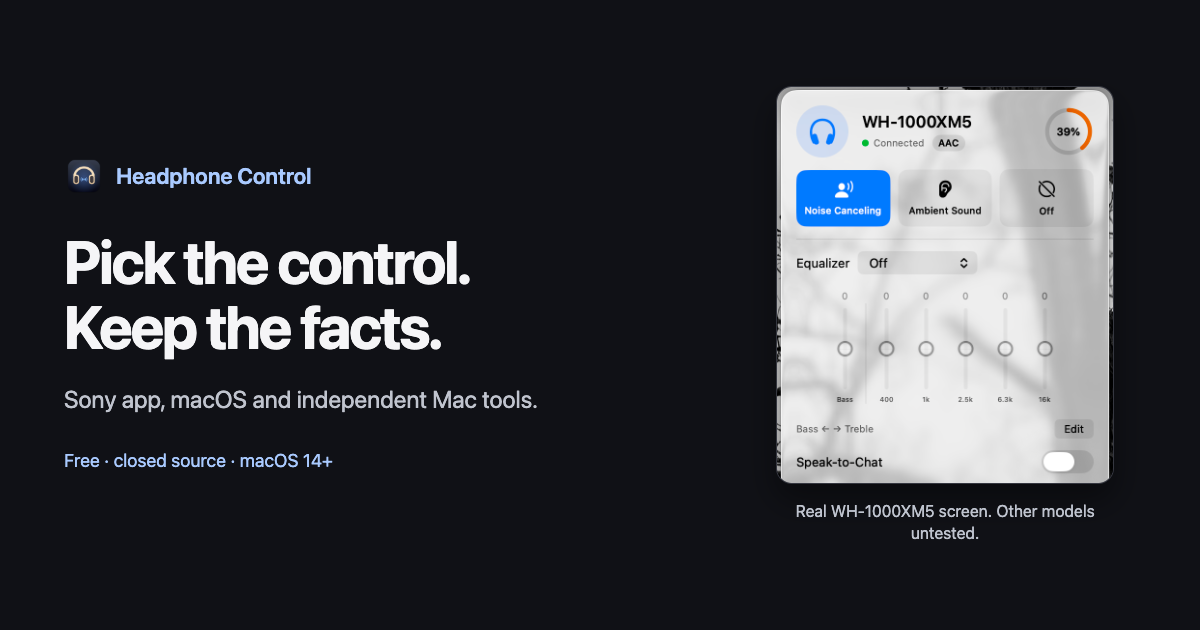 Headphone Control
Pick the control.
Keep the facts.
Sony app, macOS and independent Mac tools.
Free · closed source · macOS 14+
WH-1000XM5
Connected AAC
39%
Noise Canceling
Ambient Sound
Off
Equalizer Off
0 0 0 0 0 0
Bass 400 1k 2.5k 6.3k 16k
Bass ← → Treble
Edit
Speak-to-Chat
Real WH-1000XM5 screen. Other models
untested.